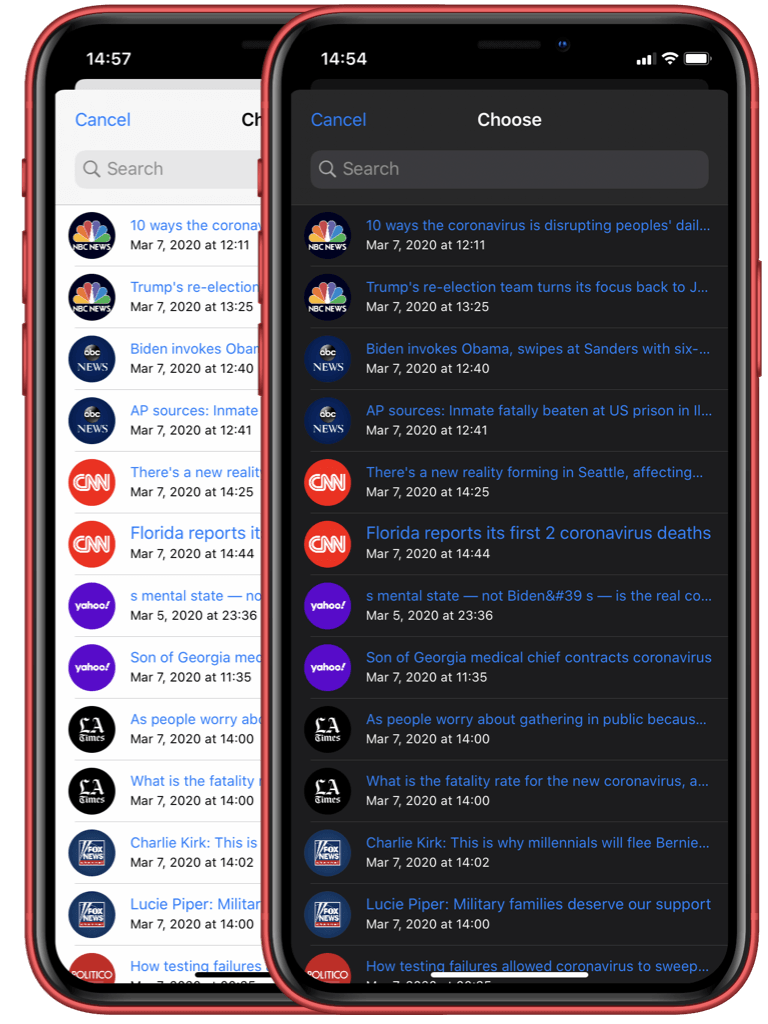 14:57
Cancel
Ch
Search
NBC NEWS
10 ways the coronav
Mar 7, 2020 at 12:11
NBC NEWS
Trump's re-election
Mar 7, 2020 at 13:25
abc NEWS
Biden invokes Obar
Mar 7, 2020 at 12:40
abc NEWS
AP sources: Inmate
Mar 7, 2020 at 12:41
CNN
There's a new realit
Mar 7, 2020 at 14:25
CNN
Florida reports it
Mar 7, 2020 at 14:44
yahoo!
s mental state — no
Mar 5, 2020 at 23:36
yahoo!
Son of Georgia med
Mar 7, 2020 at 11:35
LA Times
As people worry abo
Mar 7, 2020 at 14:00
LA Times
What is the fatality
Mar 7, 2020 at 14:00
FOX NEWS
Charlie Kirk: This is
Mar 7, 2020 at 14:02
FOX NEWS
Lucie Piper: Militar
Mar 7, 2020 at 14:00
POLITICO
How testing failures
14:54
Cancel
Choose
Search
NBC NEWS
10 ways the coronavirus is disrupting peoples' dail...
Mar 7, 2020 at 12:11
NBC NEWS
Trump's re-election team turns its focus back to J...
Mar 7, 2020 at 13:25
abc NEWS
Biden invokes Obama, swipes at Sanders with six-...
Mar 7, 2020 at 12:40
abc NEWS
AP sources: Inmate fatally beaten at US prison in Il...
Mar 7, 2020 at 12:41
CNN
There's a new reality forming in Seattle, affecting...
Mar 7, 2020 at 14:25
CNN
Florida reports its first 2 coronavirus deaths
Mar 7, 2020 at 14:44
yahoo!
s mental state — not Biden&#39 s — is the real co...
Mar 5, 2020 at 23:36
yahoo!
Son of Georgia medical chief contracts coronavirus
Mar 7, 2020 at 11:35
LA Times
As people worry about gathering in public becaus...
Mar 7, 2020 at 14:00
LA Times
What is the fatality rate for the new coronavirus, a...
Mar 7, 2020 at 14:00
FOX NEWS
Charlie Kirk: This is why millennials will flee Bernie...
Mar 7, 2020 at 14:02
FOX NEWS
Lucie Piper: Military families deserve our support
Mar 7, 2020 at 14:00
POLITICO
How testing failures allowed coronavirus to sweep...